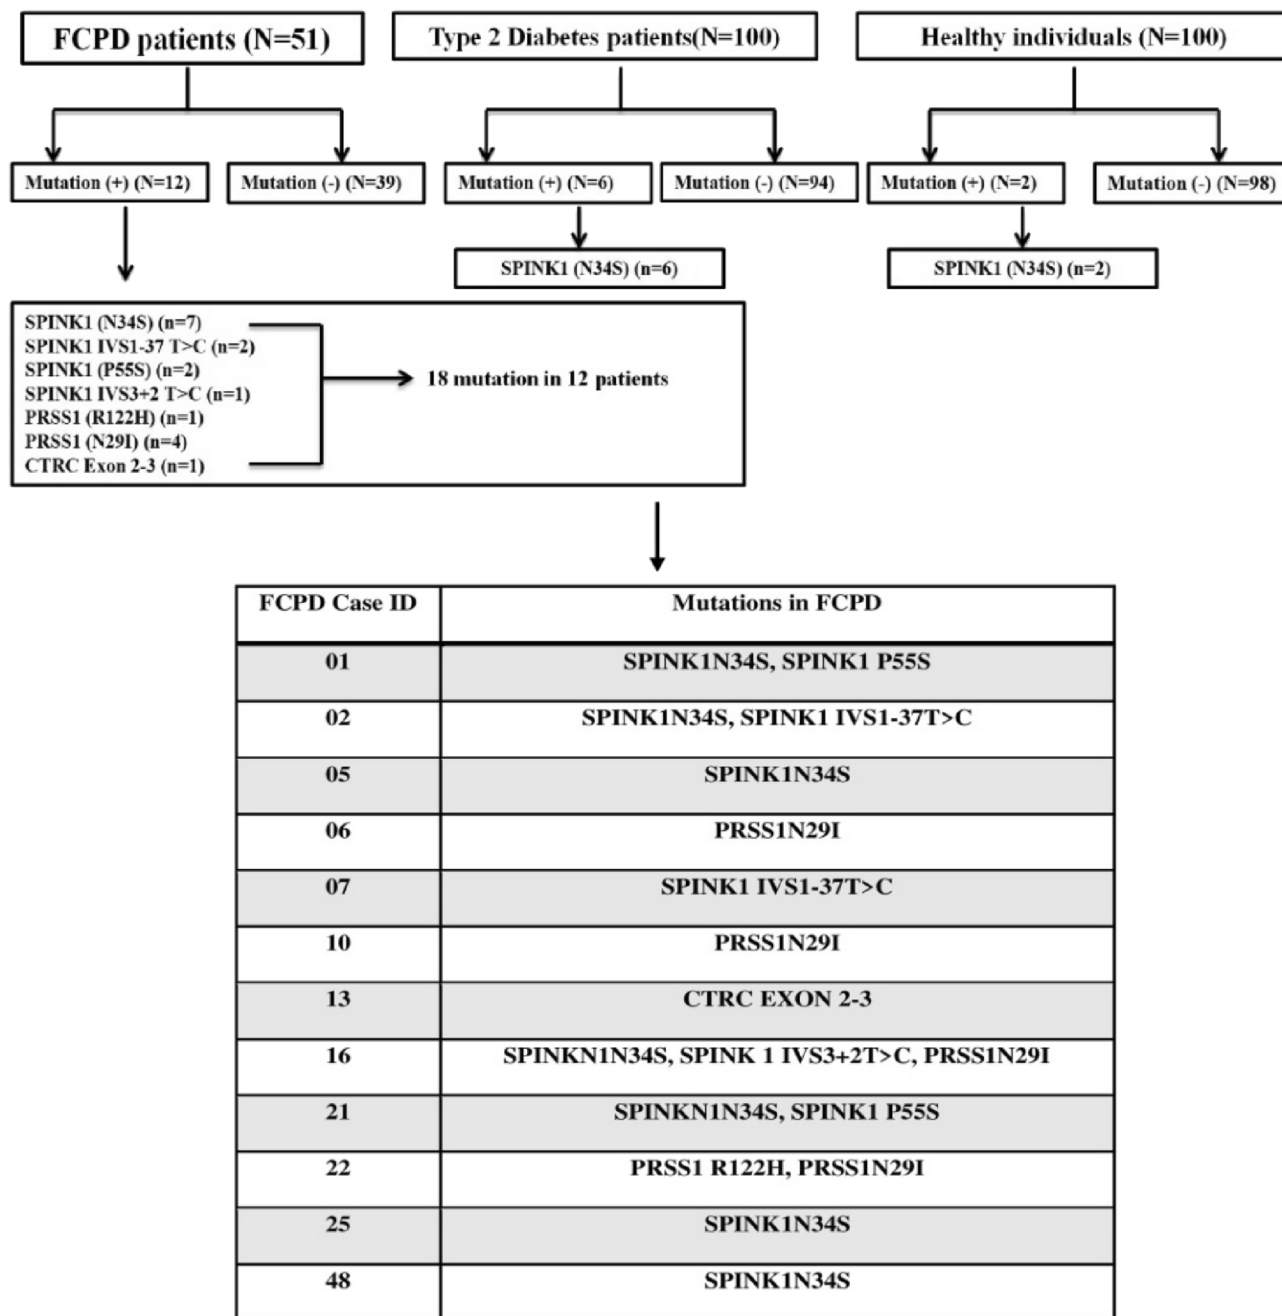 FCPD patients (N=51)
Type 2 Diabetes patients(N=100)
Healthy individuals (N=100)
Mutation (+) (N=12)
Mutation (-) (N=39)
Mutation (+) (N=6)
Mutation (-) (N=94)
Mutation (+) (N=2)
Mutation (-) (N=98)
SPINK1 (N34S) (n=6)
SPINK1 (N34S) (n=2)
SPINK1 (N34S) (n=7)
SPINK1 IVS1-37 T>C (n=2)
SPINK1 (P55S) (n=2)
SPINK1 IVS3+2 T>C (n=1)
PRSS1 (R122H) (n=1)
PRSS1 (N29I) (n=4)
CTRC Exon 2-3 (n=1)
18 mutation in 12 patients
FCPD Case ID Mutations in FCPD
01 SPINK1N34S, SPINK1 P55S
02 SPINK1N34S, SPINK1 IVS1-37T>C
05 SPINK1N34S
06 PRSS1N29I
07 SPINK1 IVS1-37T>C
10 PRSS1N29I
13 CTRC EXON 2-3
16 SPINKN1N34S, SPINK 1 IVS3+2T>C, PRSS1N29I
21 SPINKN1N34S, SPINK1 P55S
22 PRSS1 R122H, PRSS1N29I
25 SPINK1N34S
48 SPINK1N34S